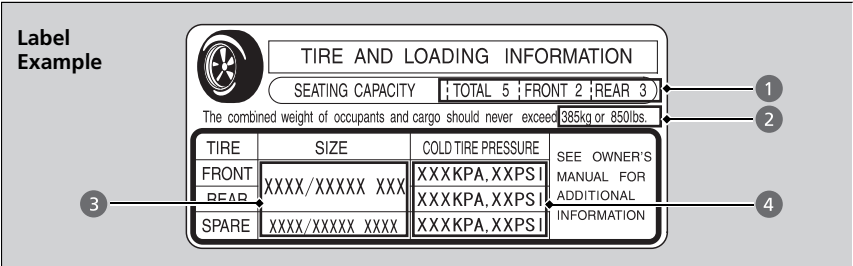 Label
Example
TIRE AND LOADING INFORMATION
SEATING CAPACITY TOTAL 5 FRONT 2 REAR 3
1
The combined weight of occupants and cargo should never exceed 385kg or 850lbs.
2
TIRE SIZE COLD TIRE PRESSURE
SEE OWNER'S
MANUAL FOR
ADDITIONAL
INFORMATION
FRONT XXXX/XXXXX XXX XXXKPA,XXPSI
REAR XXXKPA,XXPSI
3
4
SPARE XXXX/XXXXX XXXX XXXKPA,XXPSI